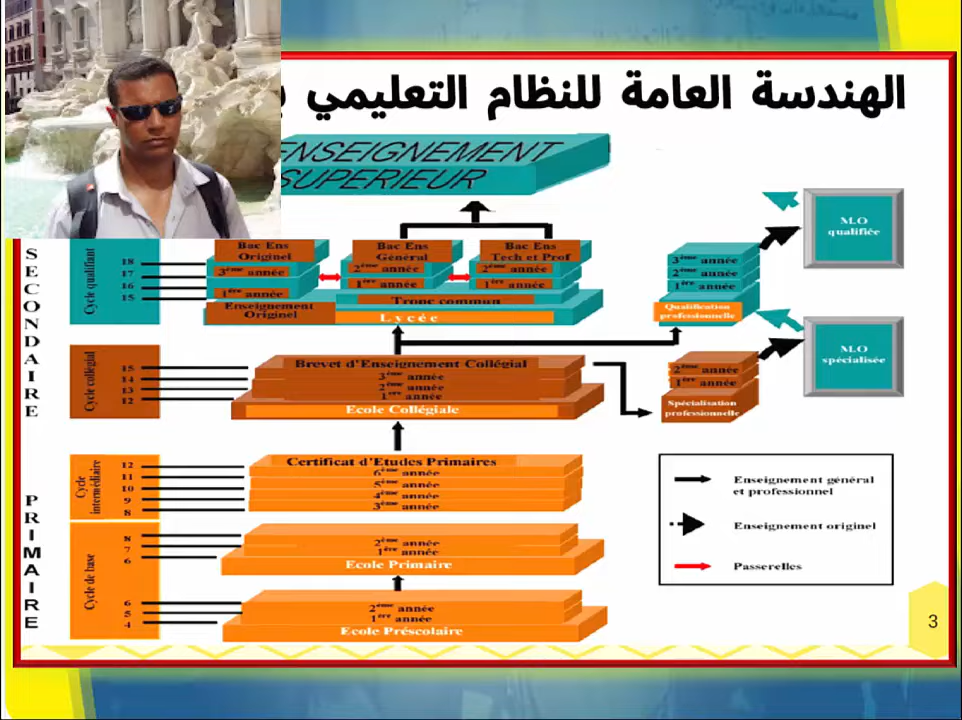 الهندسة العامة للنظام التعليمي
ENSEIGNEMENT
SUPERIEUR
SECONDAIRE
Cycle qualifiant
18
17
16
15
Bac Ens
Originel
3ème année
1ère année
Enseignement
Originel
Bac Ens
Général
2ème année
1ère année
Bac Ens
Tech et Prof
2ème année
1ère année
Tronc commun
Lycée
3ème année
2ème année
1ère année
Qualification
professionnelle
M.O
qualifiée
Cycle collégial
15
14
13
12
Brevet d'Enseignement Collégial
3ème année
2ème année
1ère année
Ecole Collégiale
2ème année
1ère année
Spécialisation
professionnelle
M.O
spécialisée
PRIMAIRE
Cycle
intermédiaire
12
11
10
9
8
Certificat d'Etudes Primaires
6ème année
5ème année
4ème année
3ème année
Cycle de base
8
7
6
2ème année
1ère année
Ecole Primaire
6
5
4
2ème année
1ère année
Ecole Préscolaire
Enseignement général
et professionnel
Enseignement originel
Passerelles
3